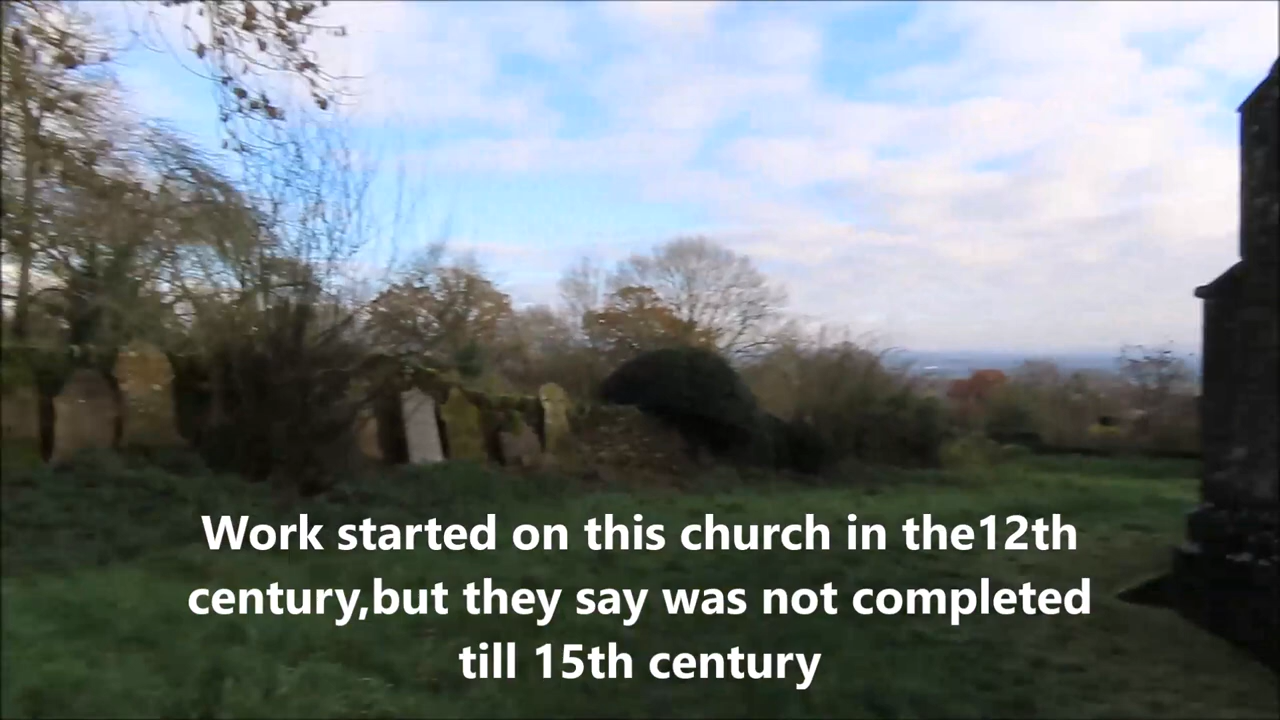 Work started on this church in the12th
century,but they say was not completed
till 15th century